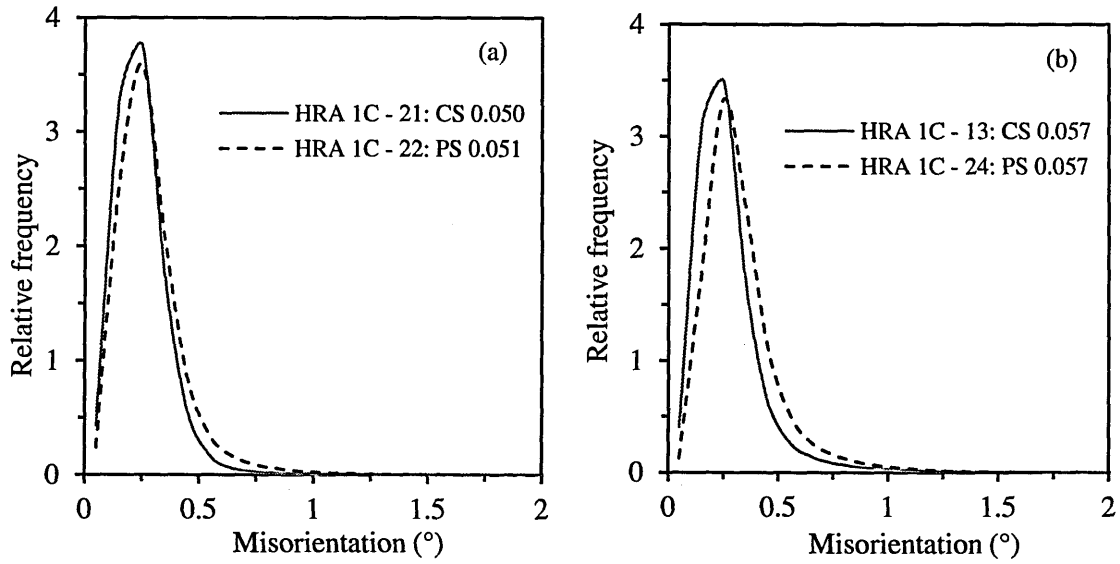 4
3
2
1
0
0
0.5
1
1.5
2
Relative frequency
Misorientation (°)
(a)
HRA 1C - 21: CS 0.050
HRA 1C - 22: PS 0.051
4
3
2
1
0
0
0.5
1
1.5
2
Relative frequency
Misorientation (°)
(b)
HRA 1C - 13: CS 0.057
HRA 1C - 24: PS 0.057